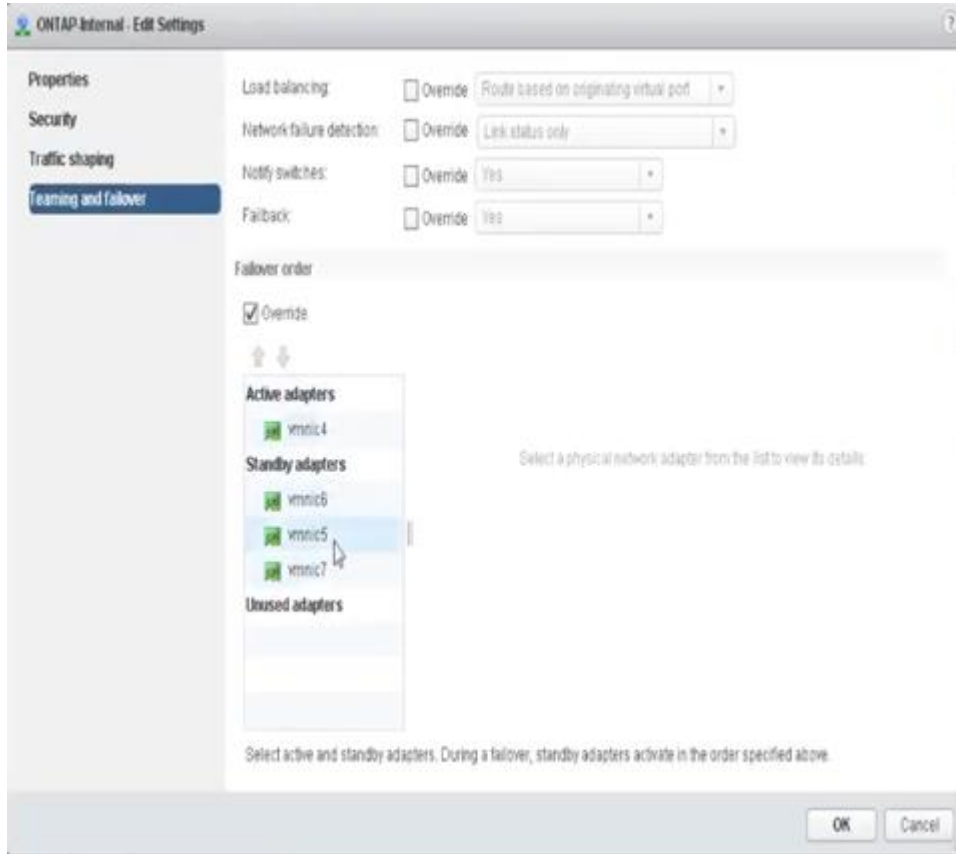 ONTAP-Internal - Edit Settings
?
Properties
Security
Traffic shaping
Teaming and failover
Load balancing: Override Route based on originating virtual port
Network failure detection: Override Link status only
Notify switches: Override Yes
Failback: Override Yes
Failover order
Override
Active adapters
vmnic4
Standby adapters
vmnic6
vmnic5
vmnic7
Unused adapters
Select a physical network adapter from the list to view its details.
Select active and standby adapters. During a failover, standby adapters activate in the order specified above.
OK Cancel